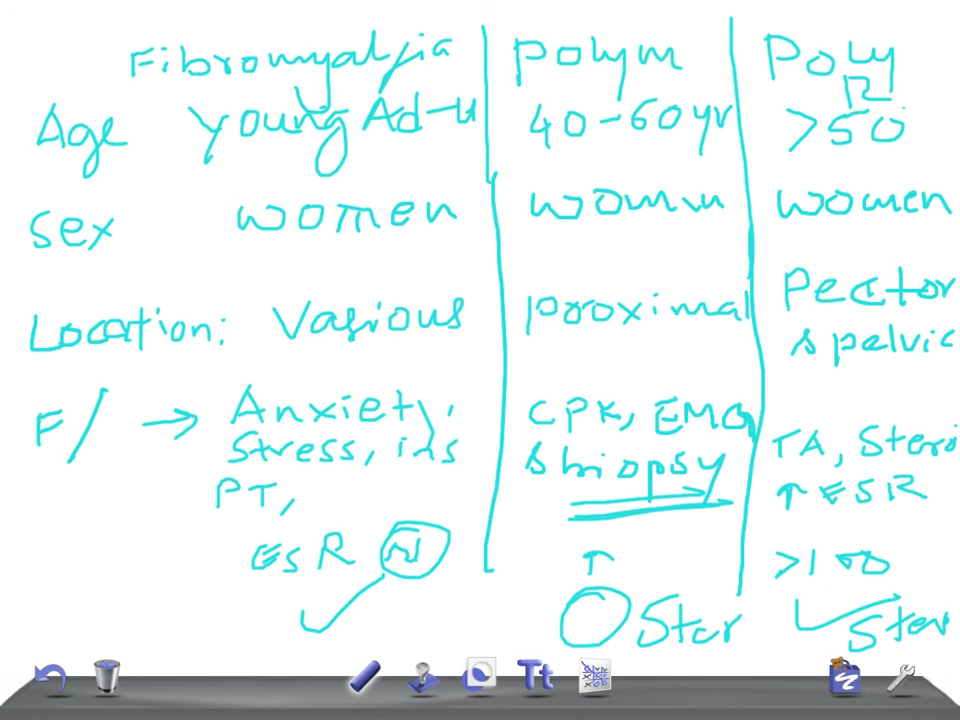 Fibromyalgia polym Poly R
Age Young Ad-u 40-60yr >50
Sex women women women
Location: Various proximal Pector & pelvic
F/ → Anxiety, CPK, EMG TA, Stero
Stress, ins & biopsy ↑ ESR
PT,
ESR N ↑ >100
Ster Ster